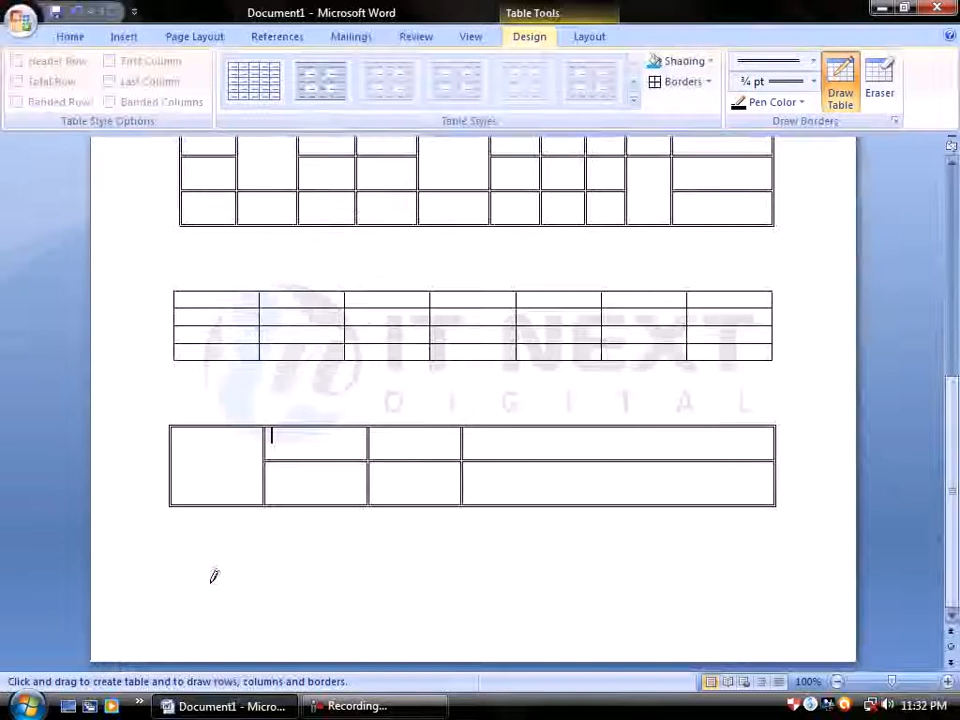 Document1 - Microsoft Word
Table Tools
Home Insert Page Layout References Mailings Review View Design Layout
Header Row First Column
Total Row Last Column
Banded Rows Banded Columns
Table Style Options
Table Styles
Shading
Borders
¾ pt
Pen Color
Draw Table
Eraser
Draw Borders
IT NEXT
DIGITAL
Click and drag to create table and to draw rows, columns and borders.
100%
Document1 - Micro...
Recording...
11:32 PM